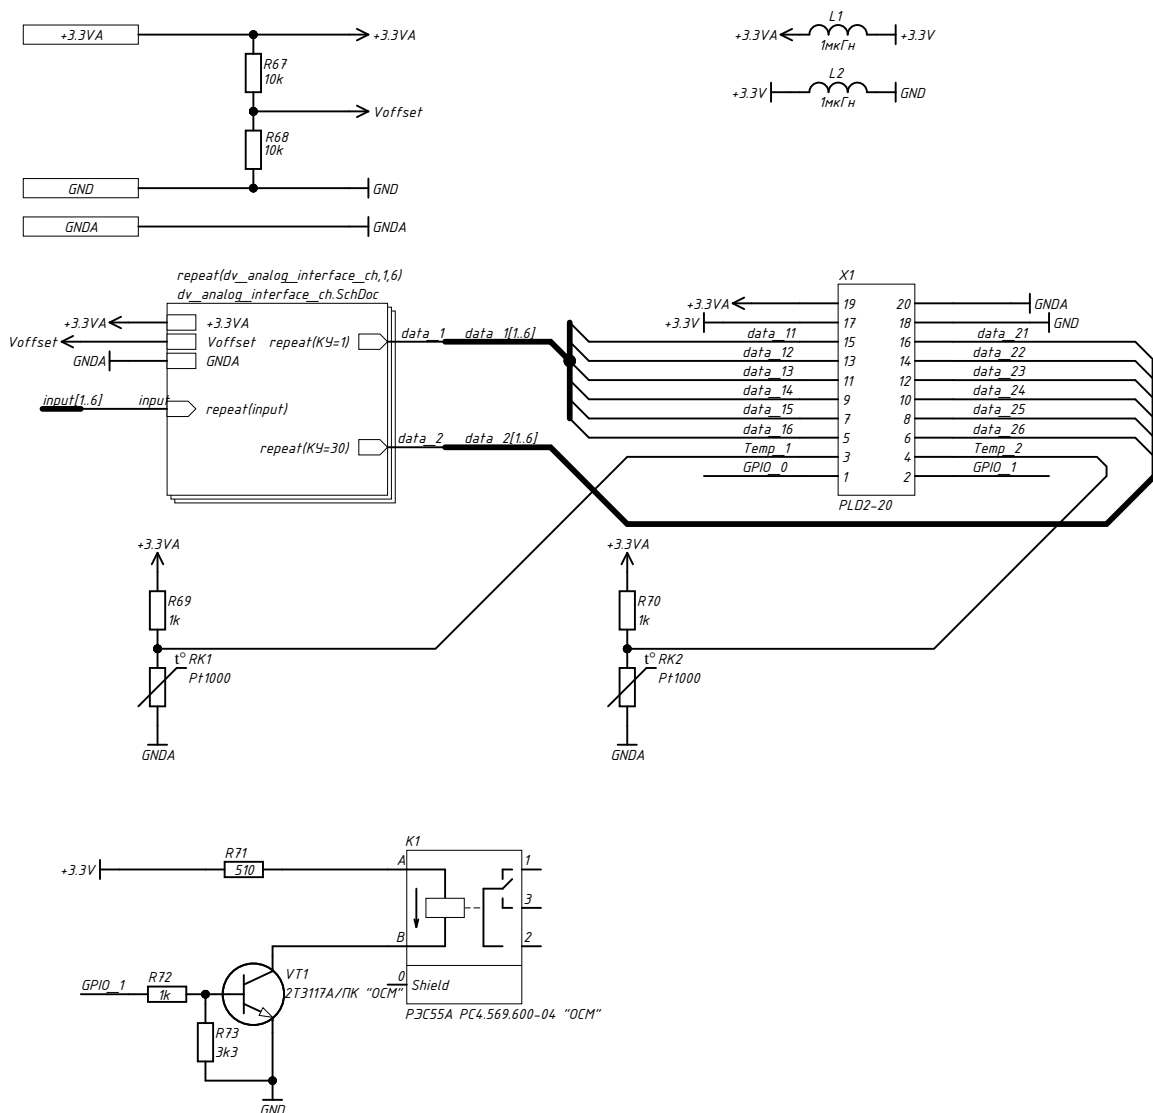 +3.3VA
+3.3VA
R67
10k
Voffset
R68
10k
GND
GND
GNDA
GNDA
L1
+3.3VA
+3.3V
1мкГн
L2
+3.3V
GND
1мкГн
repeat(dv_analog_interface_ch,1,6)
dv_analog_interface_ch.SchDoc
+3.3VA
+3.3VA
Voffset
Voffset
repeat(КУ=1)
data_1
data_1[1..6]
GNDA
GNDA
input[1..6]
input
repeat(input)
repeat(КУ=30)
data_2
data_2[1..6]
X1
+3.3VA
19
20
GNDA
+3.3V
17
18
GND
data_11
15
16
data_21
data_12
13
14
data_22
data_13
11
12
data_23
data_14
9
10
data_24
data_15
7
8
data_25
data_16
5
6
data_26
Temp_1
3
4
Temp_2
GPIO_0
1
2
GPIO_1
PLD2-20
+3.3VA
R69
1k
t° RK1
Pt1000
GNDA
+3.3VA
R70
1k
t° RK2
Pt1000
GNDA
K1
+3.3V
R71
510
A
1
3
B
2
0
Shield
РЭС55А РС4.569.600-04 "ОСМ"
GPIO_1
R72
1k
VT1
2Т3117А/ПК "ОСМ"
R73
3k3
GND